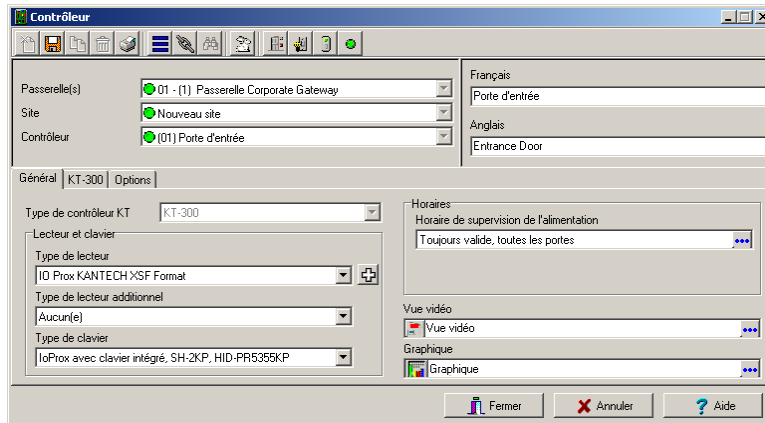 Contrôleur
Passerelle(s)
01 - (1) Passerelle Corporate Gateway
Site
Nouveau site
Contrôleur
(01) Porte d'entrée
Français
Porte d'entrée
Anglais
Entrance Door
Général KT-300 Options
Type de contrôleur KT
KT-300
Lecteur et clavier
Type de lecteur
IO Prox KANTECH XSF Format
Type de lecteur additionnel
Aucun(e)
Type de clavier
IoProx avec clavier intégré, SH-2KP, HID-PR5355KP
Horaires
Horaire de supervision de l'alimentation
Toujours valide, toutes les portes
Vue vidéo
Vue vidéo
Graphique
Graphique
Fermer Annuler Aide